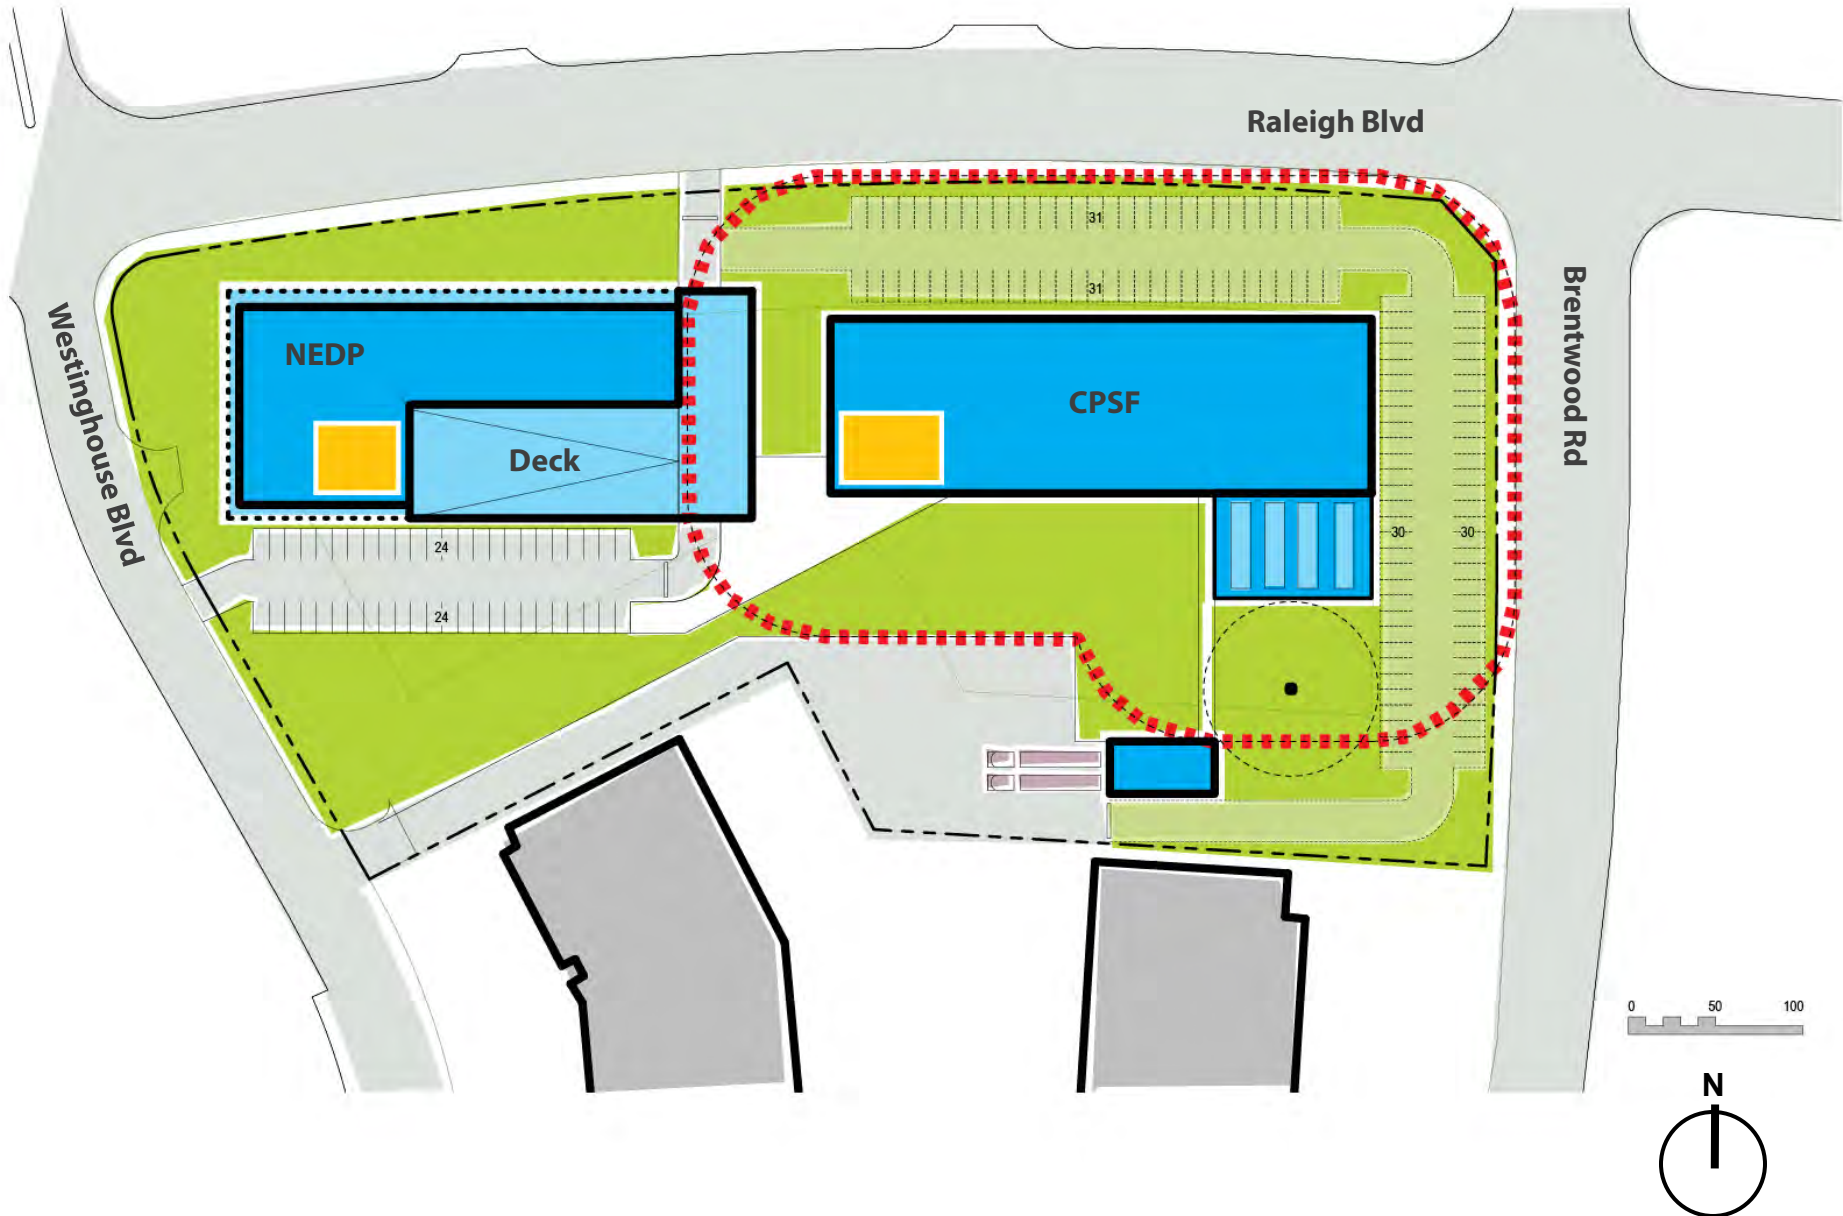 Raleigh Blvd
31
31
Brentwood Rd
Westinghouse Blvd
NEDP
CPSF
Deck
24
30
30
24
0 50 100
N